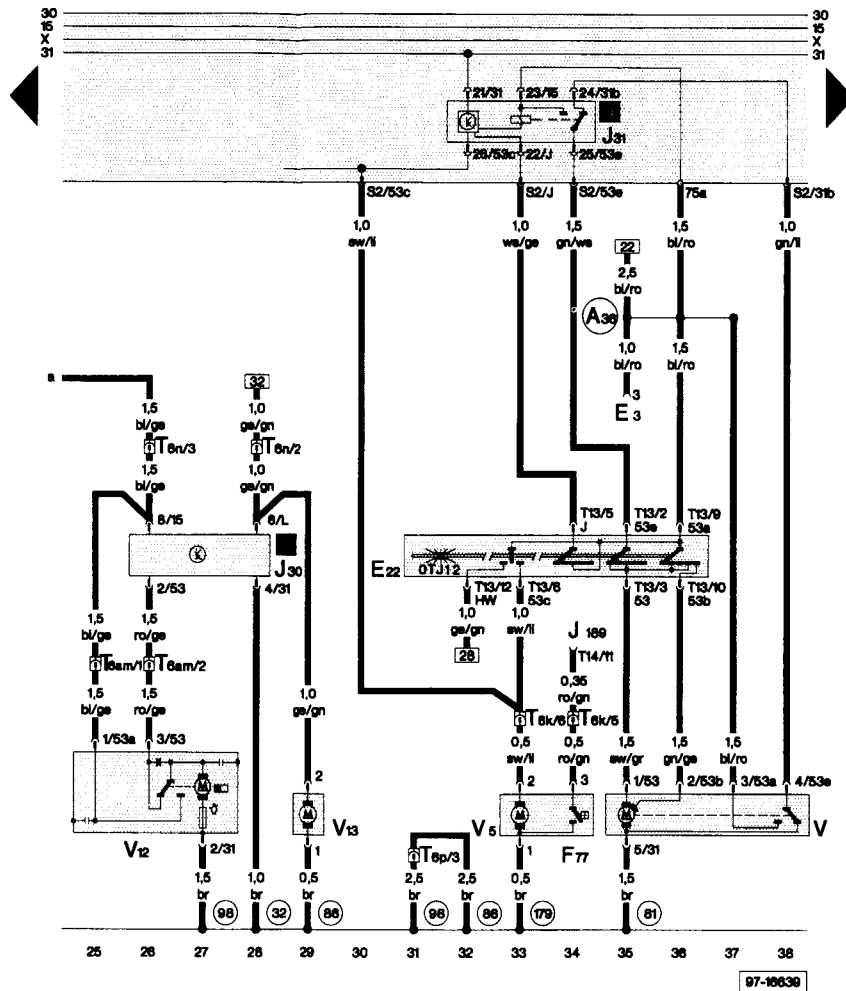 30 30
15 15
X X
31 31
21/31 23/15 24/31b
J31
26/53c 22/J 25/53e
S2/53c S2/J S2/53e 75a S2/31b
1,0 1,0 1,5 1,5 1,0
sw/li ws/ge gn/ws bl/ro gn/li
22
2,5
bl/ro
A36
1,0 1,5
bl/ro bl/ro
3
E3
a
32
1,5 1,0
bl/ge ge/gn
T6n/3 T6n/2
1,5 1,0
bl/ge ge/gn
8/15 6/L
T13/5 T13/2 T13/9
J 53e 53a
J30
0TJ12
E22
2/53 4/31
T13/12 T13/6 T13/3 T13/10
HW 53c 53 53b
1,5 1,5 1,0 1,0
bl/ge ro/ge ge/gn sw/li
J 189
28
T14/11
T6am/1 T6am/2
1,0 0,35
ge/gn ro/gn
1,5 1,5
bl/ge ro/ge
T6k/6 T6k/5
1/53a 3/53
0,5 0,5 1,5 1,5 1,5
sw/li ro/gn sw/gr gn/ge bl/ro
2 2 3 1/53 2/53b 3/53a 4/53e
M M M M
V12 V13 V5 F77 V
2/31 1 1 5/31
T6p/3
1,5 1,0 0,5 2,5 2,5 0,5 1,5
br br br br br br br
98 32 86 98 86 179 81
25 26 27 28 29 30 31 32 33 34 35 36 37 38
97-16639